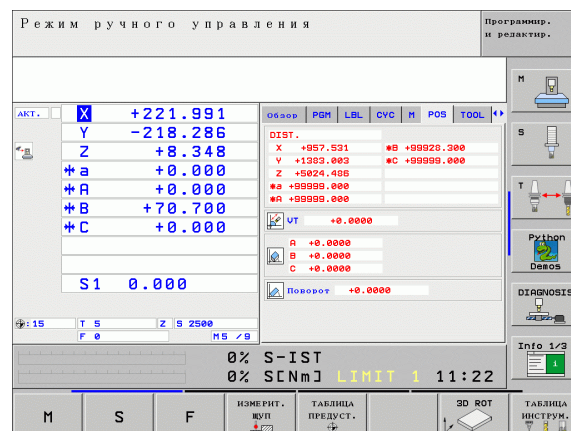 Режим ручного управления
Программир.
и редактир.
АКТ.
X +221.991
Y -218.286
Z +8.348
*a +0.000
*A +0.000
*B +70.700
*C +0.000
S1 0.000
:15 T 5 Z S 2500
F 0 M5 /9
Обзор PGM LBL CYC M POS TOOL
DIST.
X +957.531 *B +99928.300
Y +1383.003 *C +99999.000
Z +5024.486
*a +99999.000
*A +99999.000
VT +0.0000
A +0.0000
B +0.0000
C +0.0000
Поворот +0.0000
0% S-IST
0% S[Nm] LIMIT 1 11:22
M
S
T
Python
Demos
DIAGNOSIS
Info 1/3
M
S
F
ИЗМЕРИТ.
ЩУП
ТАБЛИЦА
ПРЕДУСТ.
3D ROT
ТАБЛИЦА
ИНСТРУМ.